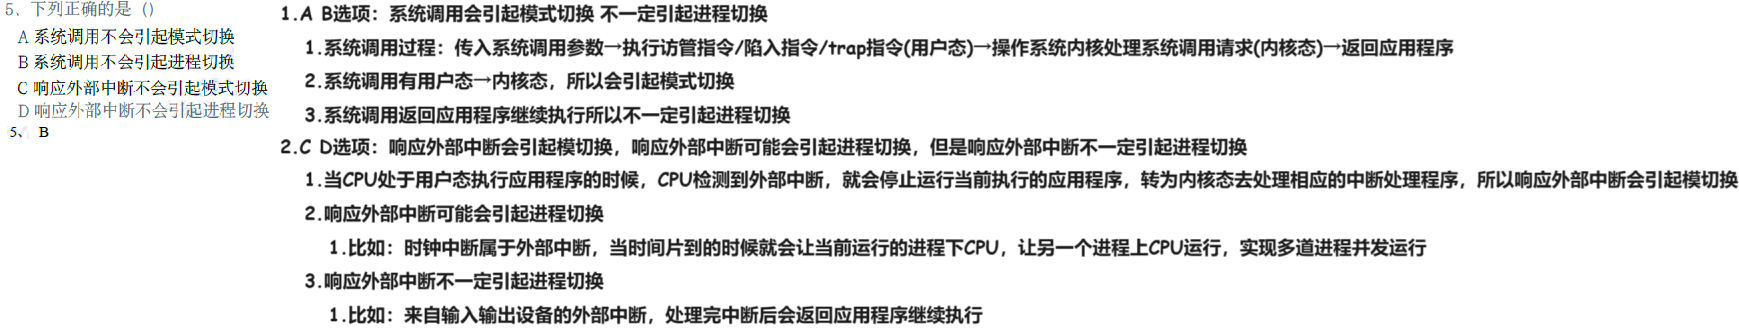 5、下列正确的是（）
A 系统调用不会引起模式切换
B 系统调用不会引起进程切换
C 响应外部中断不会引起模式切换
D 响应外部中断不会引起进程切换
5、 B
1.A B选项：系统调用会引起模式切换 不一定引起进程切换
1.系统调用过程：传入系统调用参数→执行访管指令/陷入指令/trap指令(用户态)→操作系统内核处理系统调用请求(内核态)→返回应用程序
2.系统调用有用户态→内核态，所以会引起模式切换
3.系统调用返回应用程序继续执行所以不一定引起进程切换
2.C D选项：响应外部中断会引起模切换，响应外部中断可能会引起进程切换，但是响应外部中断不一定引起进程切换
1.当CPU处于用户态执行应用程序的时候，CPU检测到外部中断，就会停止运行当前执行的应用程序，转为内核态去处理相应的中断处理程序，所以响应外部中断会引起模切换
2.响应外部中断可能会引起进程切换
1.比如：时钟中断属于外部中断，当时间片到的时候就会让当前运行的进程下CPU，让另一个进程上CPU运行，实现多道进程并发运行
3.响应外部中断不一定引起进程切换
1.比如：来自输入输出设备的外部中断，处理完中断后会返回应用程序继续执行